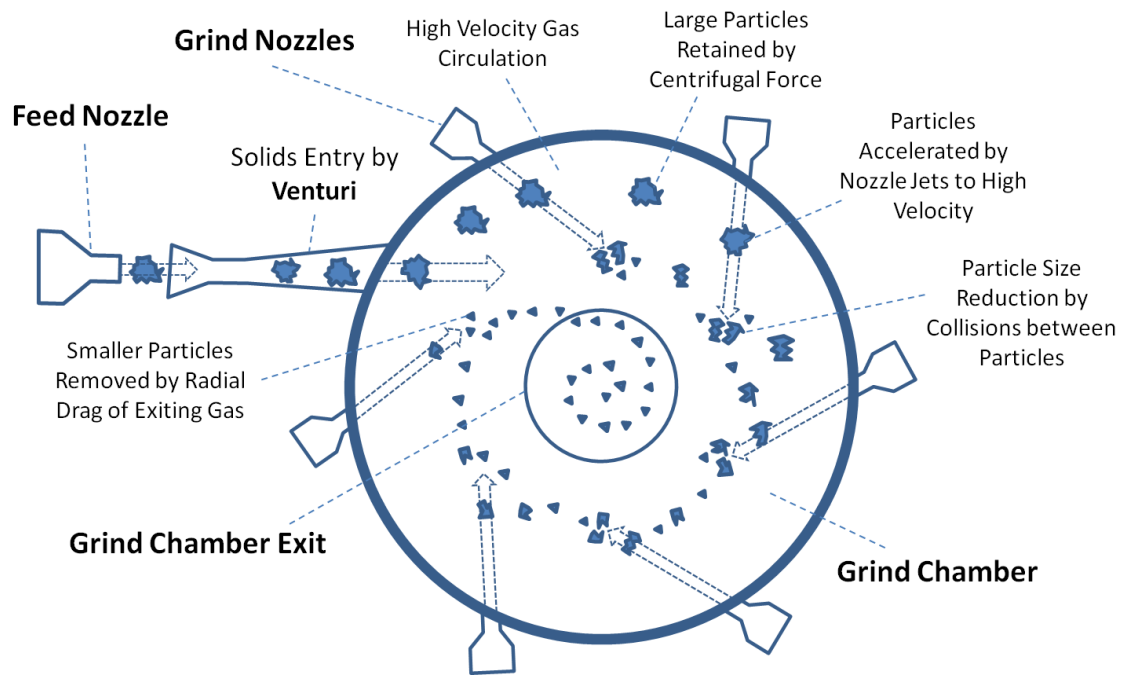 Grind Nozzles
High Velocity Gas
Circulation
Large Particles
Retained by
Centrifugal Force
Feed Nozzle
Solids Entry by
Venturi
Particles
Accelerated by
Nozzle Jets to High
Velocity
Particle Size
Reduction by
Collisions between
Particles
Smaller Particles
Removed by Radial
Drag of Exiting Gas
Grind Chamber Exit
Grind Chamber